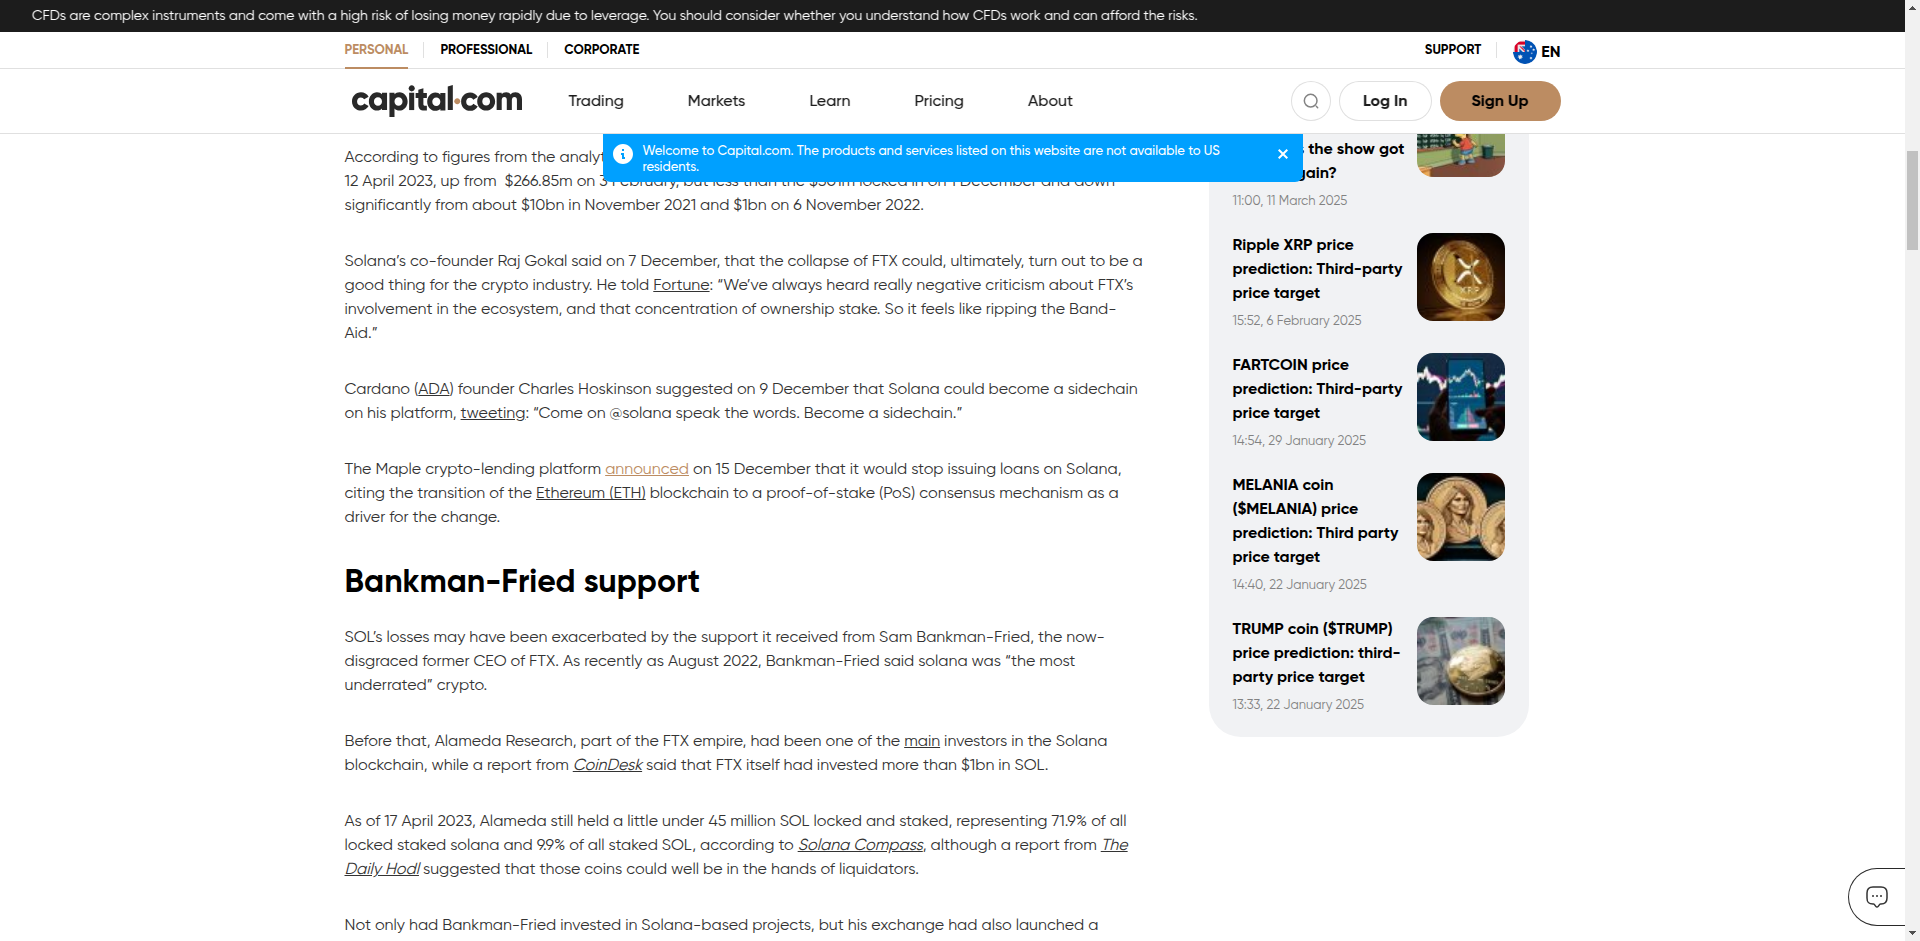 CFDs are complex instruments and come with a high risk of losing money rapidly due to leverage. You should consider whether you understand how CFDs work and can afford the risks.
PERSONAL
PROFESSIONAL
CORPORATE
SUPPORT
EN
capital.com
Trading
Markets
Learn
Pricing
About
Log In
Sign Up
Welcome to Capital.com. The products and services listed on this website are not available to US
residents.
According to figures from the
12 April 2023, up from $266.85m on
significantly from about $10bn in November 2021 and $1bn on 6 November 2022.
Solana’s co-founder Raj Gokal said on 7 December, that the collapse of FTX could, ultimately, turn out to be a
good thing for the crypto industry. He told Fortune: “We’ve always heard really negative criticism about FTX’s
involvement in the ecosystem, and that concentration of ownership stake. So it feels like ripping the Band-
Aid.”
Cardano (ADA) founder Charles Hoskinson suggested on 9 December that Solana could become a sidechain
on his platform, tweeting: “Come on @solana speak the words. Become a sidechain.”
The Maple crypto-lending platform announced on 15 December that it would stop issuing loans on Solana,
citing the transition of the Ethereum (ETH) blockchain to a proof-of-stake (PoS) consensus mechanism as a
driver for the change.
Bankman-Fried support
SOL’s losses may have been exacerbated by the support it received from Sam Bankman-Fried, the now-
disgraced former CEO of FTX. As recently as August 2022, Bankman-Fried said solana was “the most
underrated” crypto.
Before that, Alameda Research, part of the FTX empire, had been one of the main investors in the Solana
blockchain, while a report from CoinDesk said that FTX itself had invested more than $1bn in SOL.
As of 17 April 2023, Alameda still held a little under 45 million SOL locked and staked, representing 71.9% of all
locked staked solana and 9.9% of all staked SOL, according to Solana Compass, although a report from The
Daily Hodl suggested that those coins could well be in the hands of liquidators.
Not only had Bankman-Fried invested in Solana-based projects, but his exchange had also launched a
the show got
11:00, 11 March 2025
Ripple XRP price
prediction: Third-party
price target
15:52, 6 February 2025
FARTCOIN price
prediction: Third-party
price target
14:54, 29 January 2025
MELANIA coin
($MELANIA) price
prediction: Third party
price target
14:40, 22 January 2025
TRUMP coin ($TRUMP)
price prediction: third-
party price target
13:33, 22 January 2025